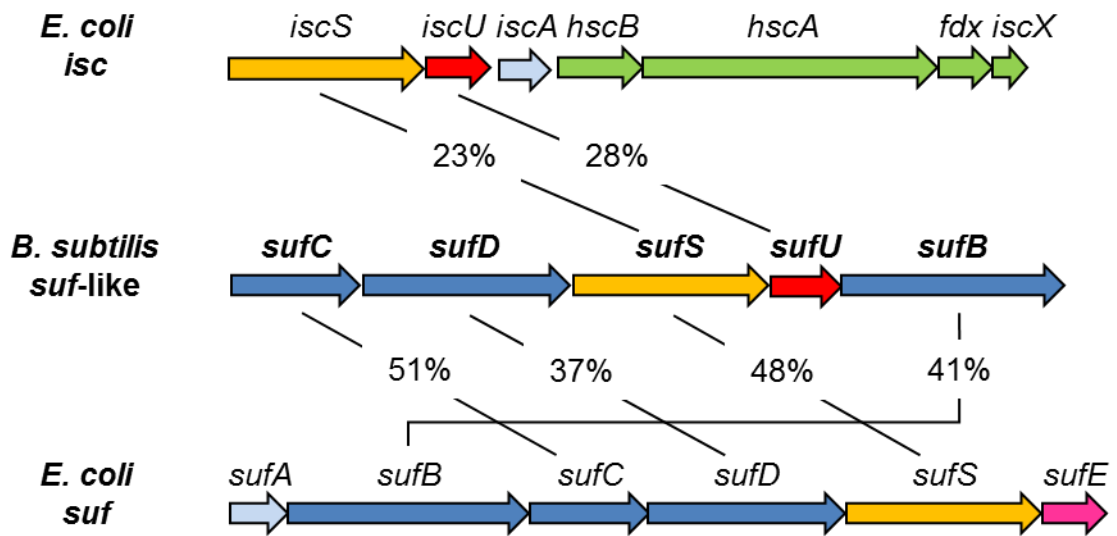 E. coli
isc
iscS iscU iscA hscB hscA fdx iscX
23% 28%
B. subtilis
suf-like
sufC sufD sufS sufU sufB
51% 37% 48% 41%
E. coli
suf
sufA sufB sufC sufD sufS sufE